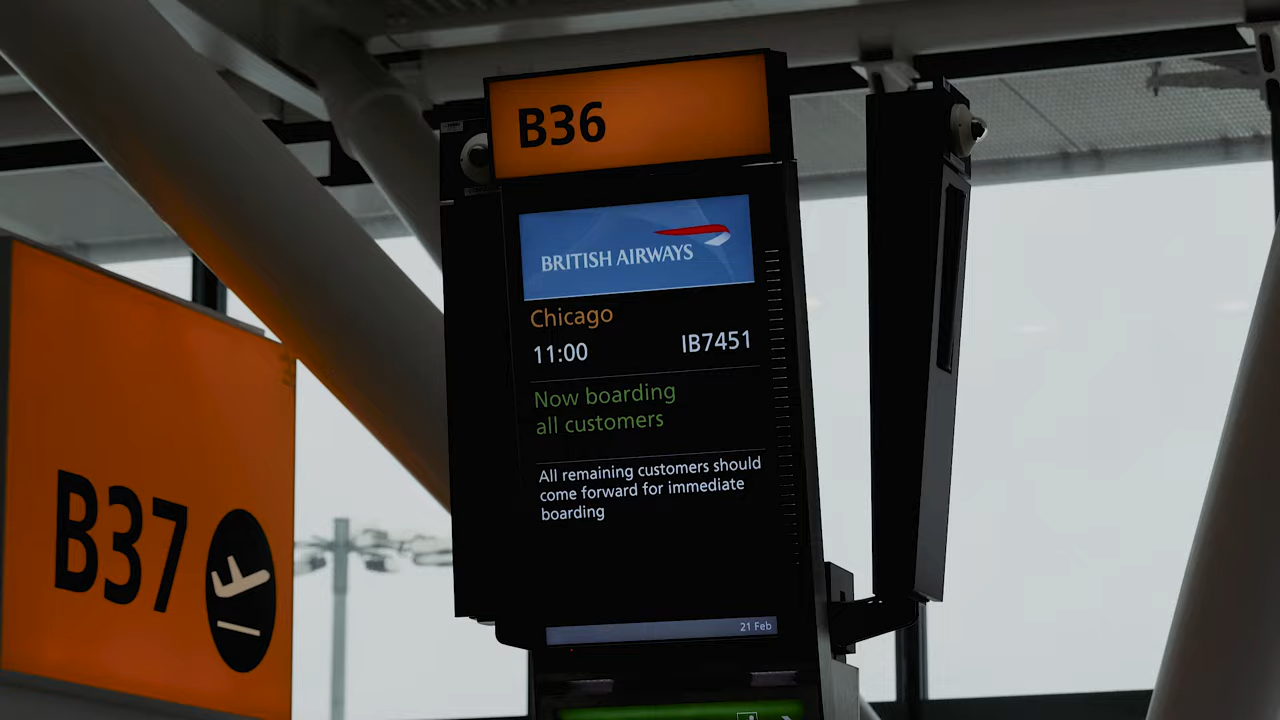 B36
BRITISH AIRWAYS
Chicago
11:00 IB7451
Now boarding
all customers
All remaining customers should
come forward for immediate
boarding
21 Feb
B37